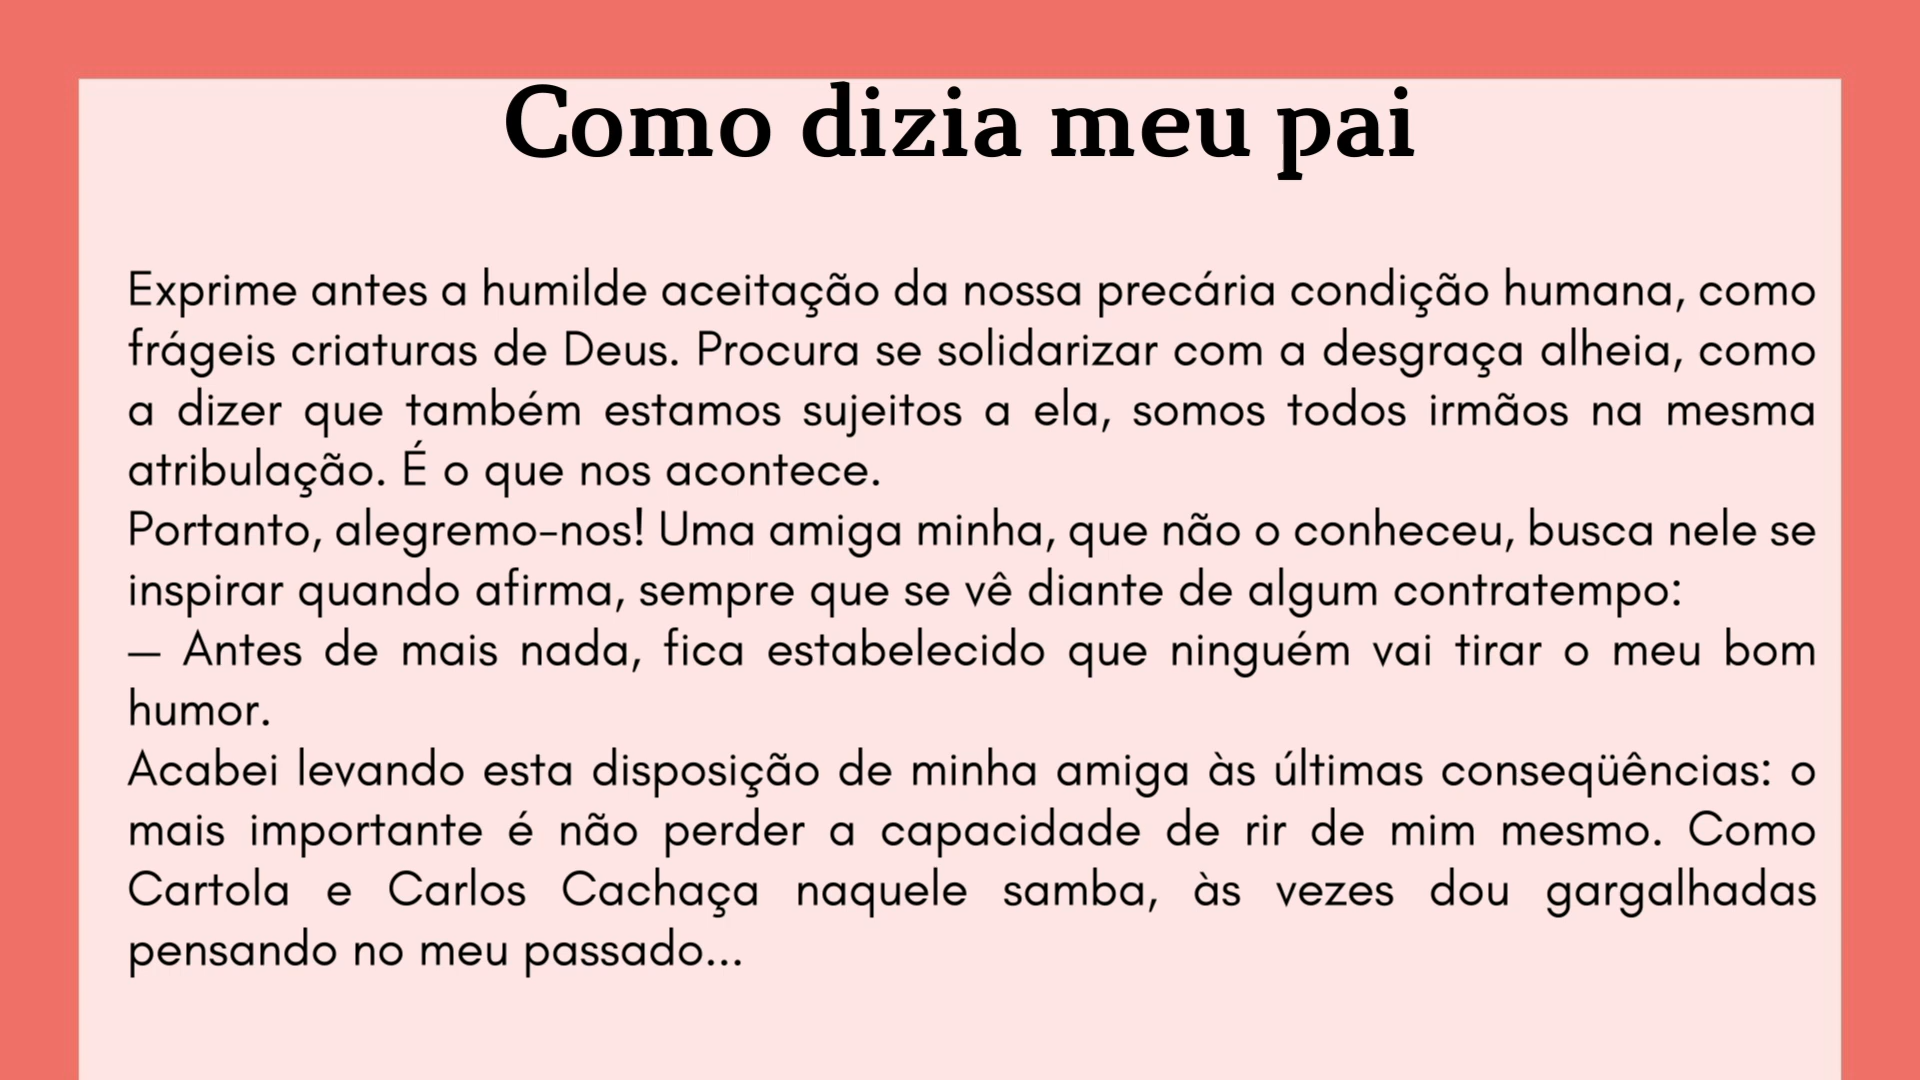 Como dizia meu pai
Exprime antes a humilde aceitação da nossa precária condição humana, como
frágeis criaturas de Deus. Procura se solidarizar com a desgraça alheia, como
a dizer que também estamos sujeitos a ela, somos todos irmãos na mesma
atribulação. É o que nos acontece.
Portanto, alegremo-nos! Uma amiga minha, que não o conheceu, busca nele se
inspirar quando afirma, sempre que se vê diante de algum contratempo:
— Antes de mais nada, fica estabelecido que ninguém vai tirar o meu bom
humor.
Acabei levando esta disposição de minha amiga às últimas conseqüências: o
mais importante é não perder a capacidade de rir de mim mesmo. Como
Cartola e Carlos Cachaça naquele samba, às vezes dou gargalhadas
pensando no meu passado...